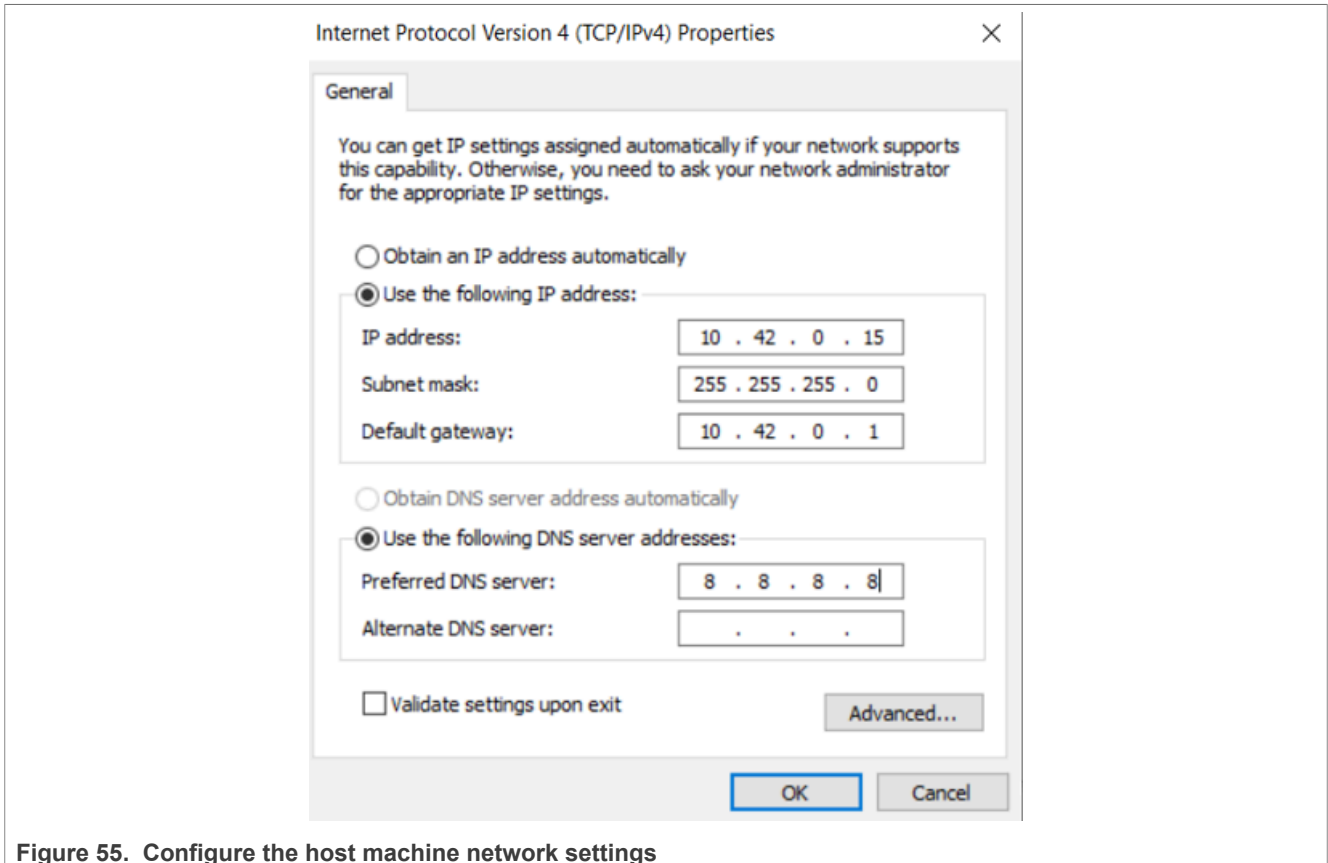 Internet Protocol Version 4 (TCP/IPv4) Properties
General
You can get IP settings assigned automatically if your network supports
this capability. Otherwise, you need to ask your network administrator
for the appropriate IP settings.
Obtain an IP address automatically
Use the following IP address:
IP address: 10 . 42 . 0 . 15
Subnet mask: 255 . 255 . 255 . 0
Default gateway: 10 . 42 . 0 . 1
Obtain DNS server address automatically
Use the following DNS server addresses:
Preferred DNS server: 8 . 8 . 8 . 8
Alternate DNS server: . . .
Validate settings upon exit
Advanced...
OK Cancel
Figure 55. Configure the host machine network settings